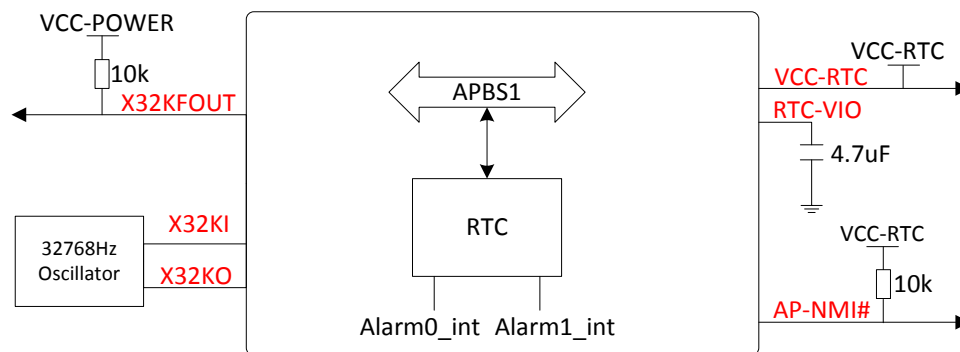 VCC-POWER
10k
X32KFOUT
X32KI
32768Hz
Oscillator
X32KO
APBS1
RTC
Alarm0_int Alarm1_int
VCC-RTC
VCC-RTC
RTC-VIO
4.7uF
VCC-RTC
10k
AP-NMI#